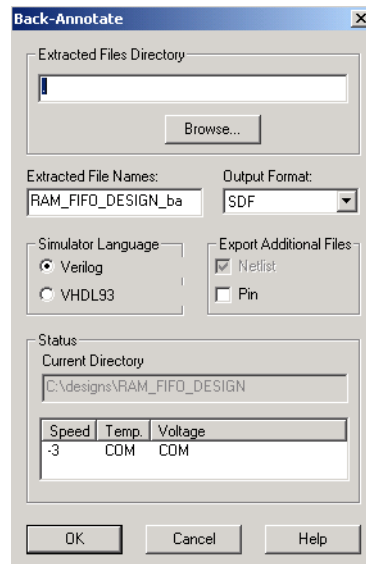 Back-Annotate
Extracted Files Directory
.
Browse...
Extracted File Names: Output Format:
RAM_FIFO_DESIGN_ba SDF
Simulator Language Export Additional Files
Verilog Netlist
VHDL93 Pin
Status
Current Directory
C:\designs\RAM_FIFO_DESIGN
Speed Temp. Voltage
-3 COM COM
OK Cancel Help